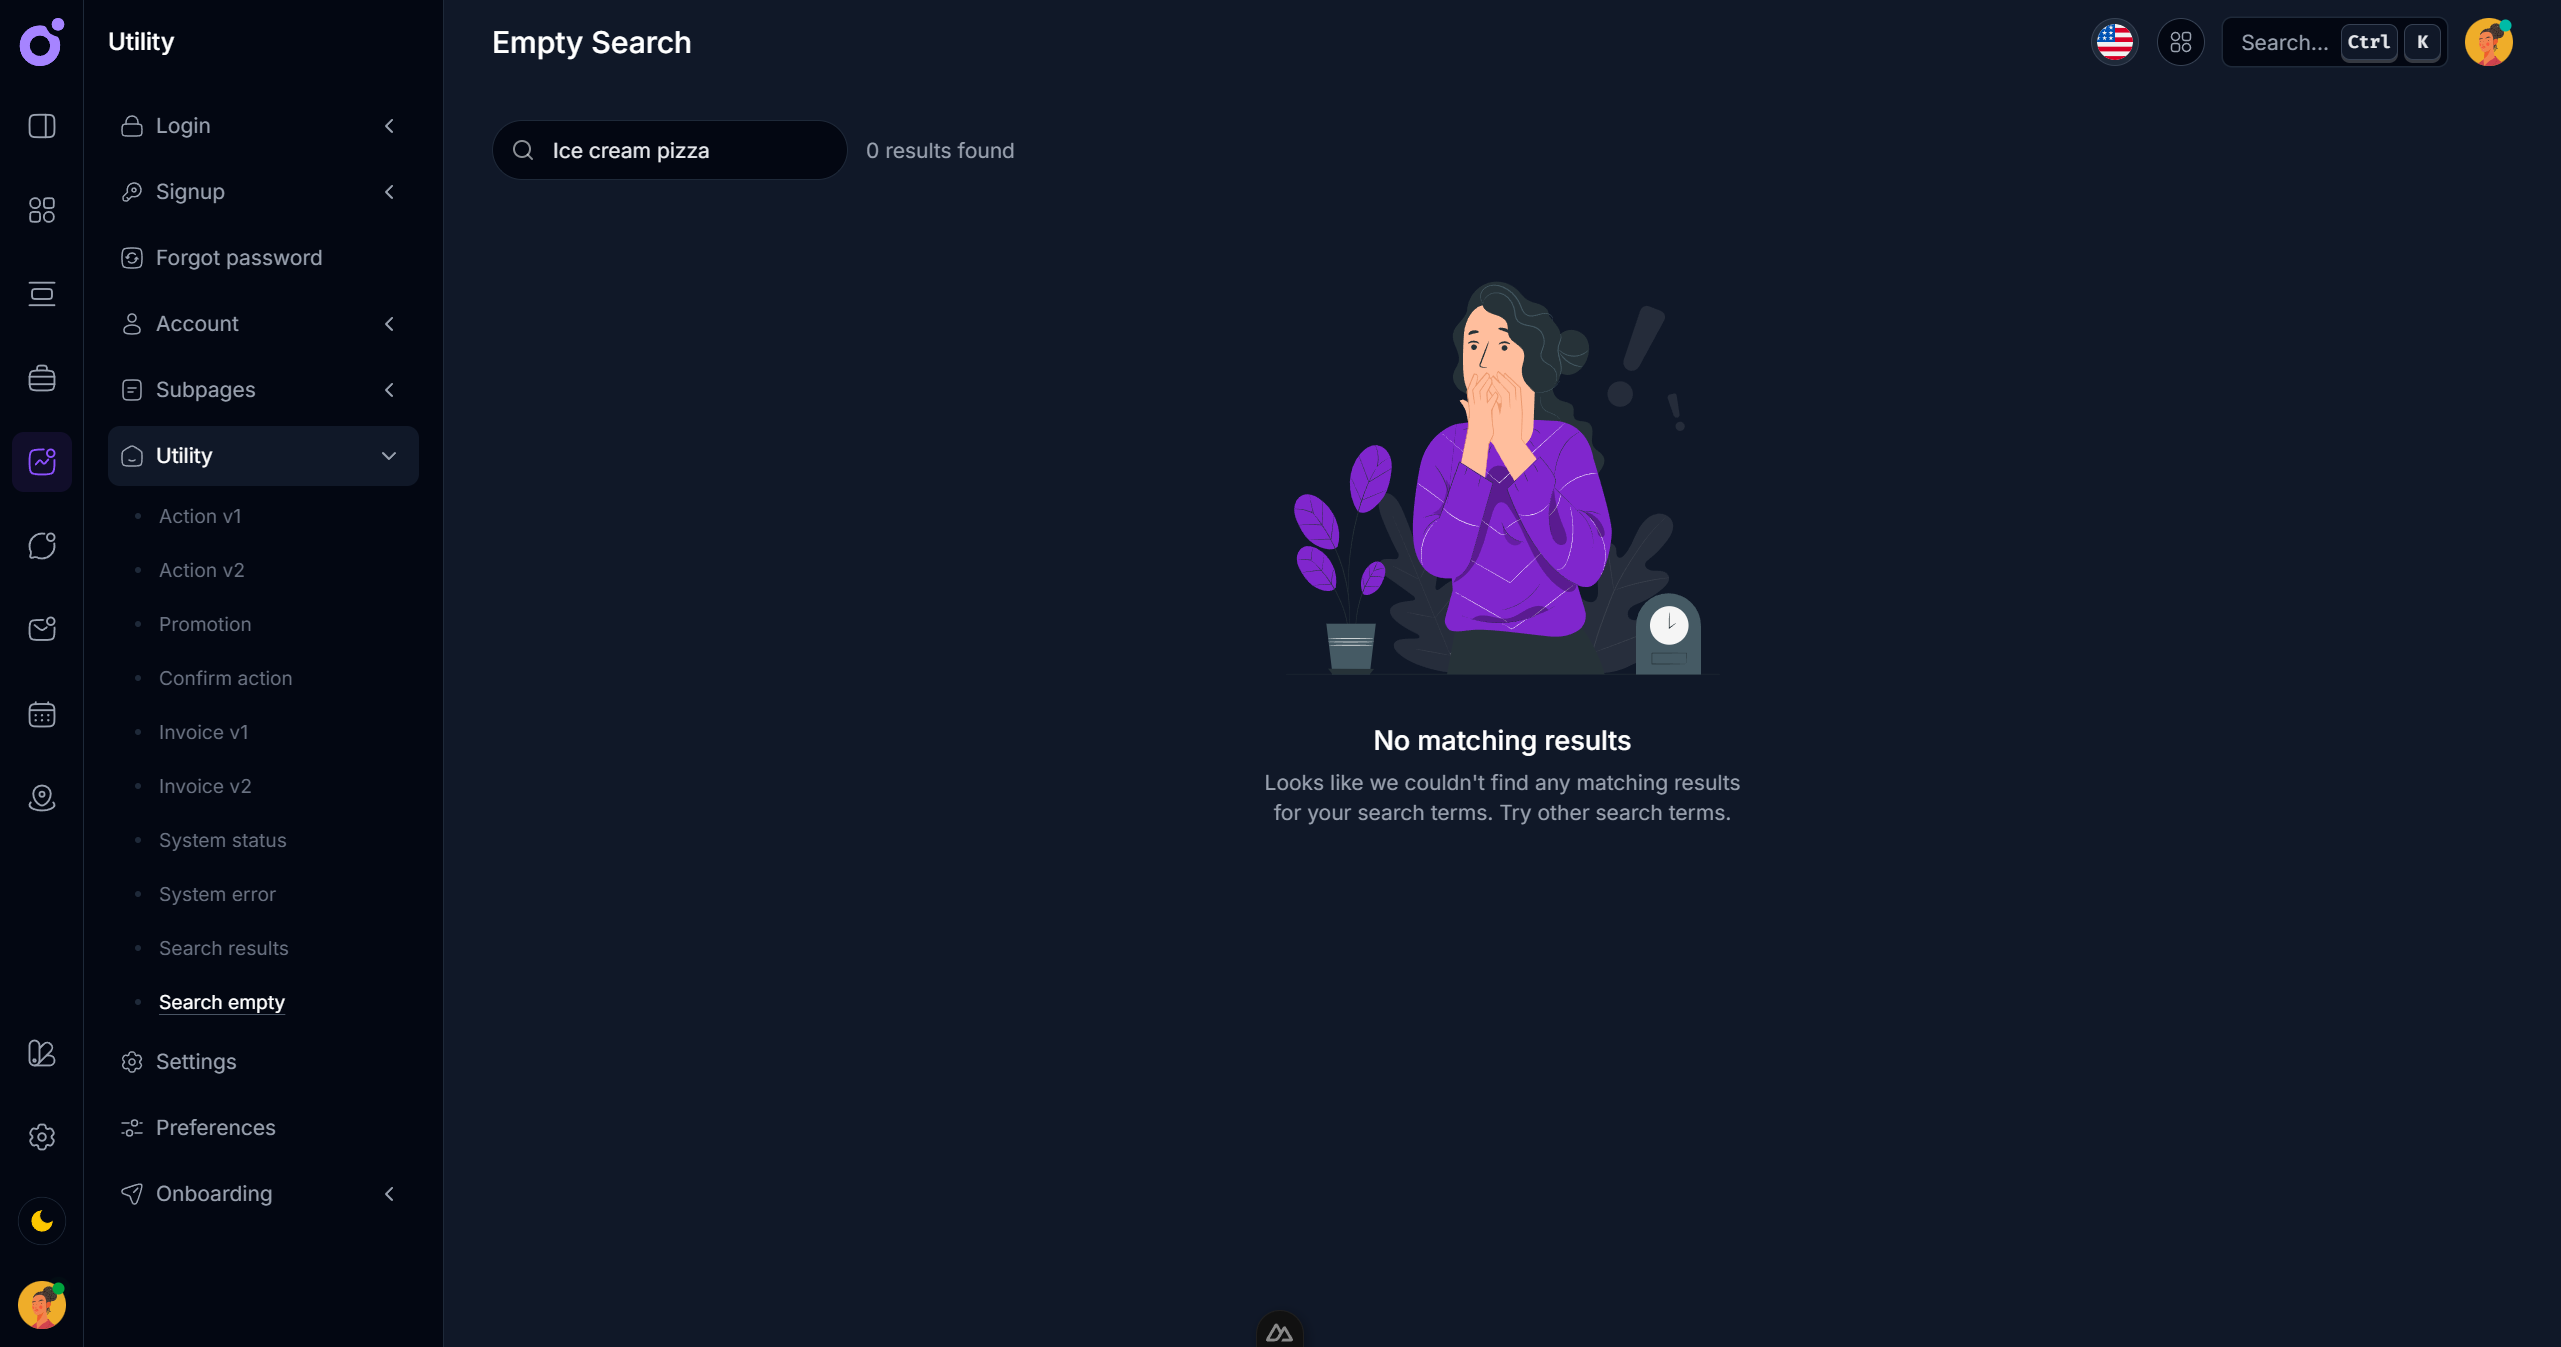 Utility
Login
Signup
Forgot password
Account
Subpages
Utility
Action v1
Action v2
Promotion
Confirm action
Invoice v1
Invoice v2
System status
System error
Search results
Search empty
Settings
Preferences
Onboarding
Empty Search
Search... Ctrl K
Ice cream pizza
0 results found
No matching results
Looks like we couldn't find any matching results
for your search terms. Try other search terms.